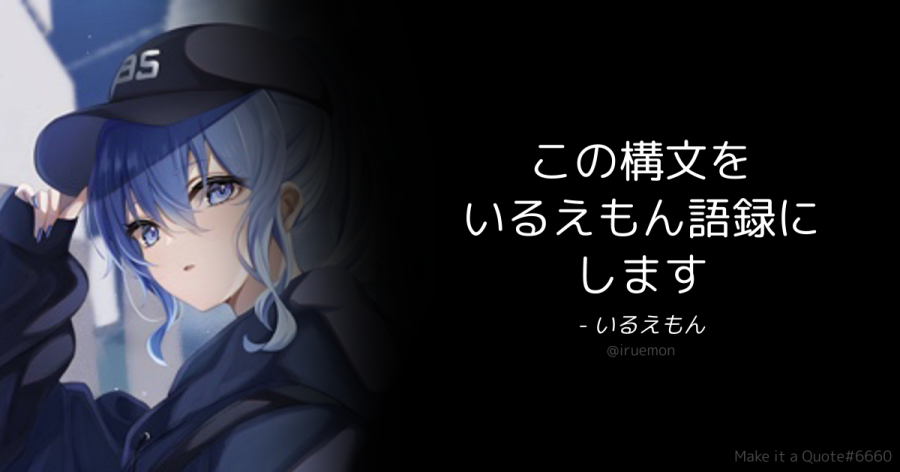 as
この構文を
いるえもん語録に
します
- いるえもん
@iruemon
Make it a Quote#6660